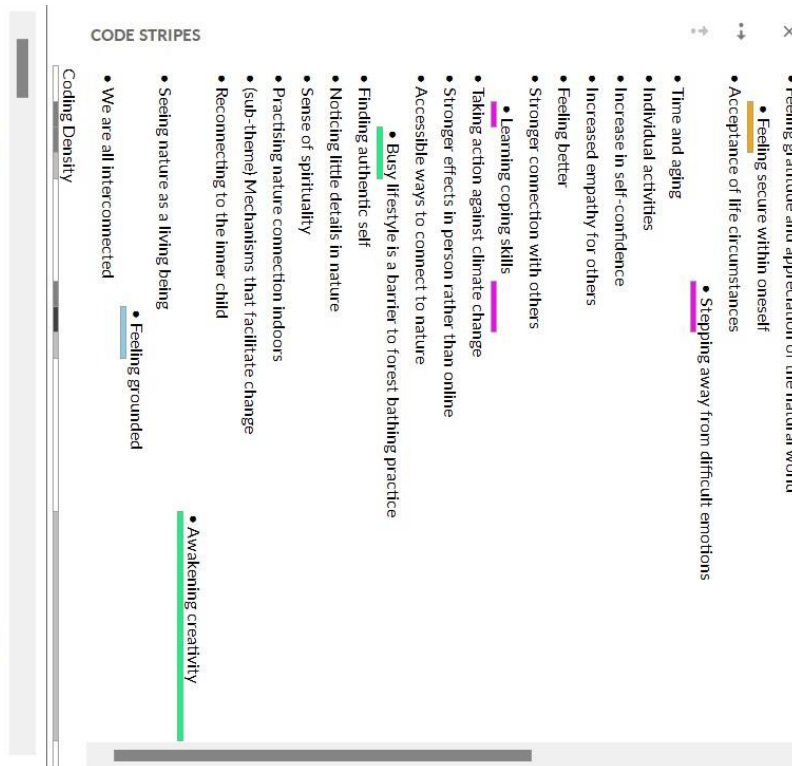 CODE STRIPES
Coding Density
• We are all interconnected
• Feeling grounded
• Seeing nature as a living being
• Awakening creativity
• Reconnecting to the inner child
• (sub-theme) Mechanisms that facilitate change
• Practising nature connection indoors
• Sense of spirituality
• Noticing little details in nature
• Finding authentic self
• Busy lifestyle is a barrier to forest bathing practice
• Accessible ways to connect to nature
• Stronger effects in person rather than online
• Taking action against climate change
• Learning coping skills
• Stronger connection with others
• Feeling better
• Increased empathy for others
• Increase in self-confidence
• Individual activities
• Time and aging
• Stepping away from difficult emotions
• Acceptance of life circumstances
• Feeling secure within oneself
• Feeling gratitude and appreciation of the natural world